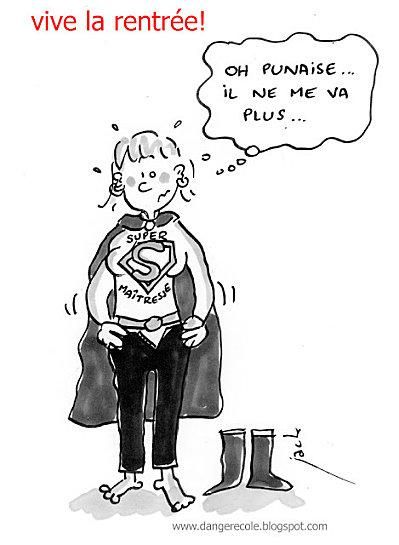 vive la rentrée!
OH PUNAISE...
IL NE ME VA
PLUS...
SUPER
S
MAÎTRESSE
jack
www.dangerecole.blogspot.com